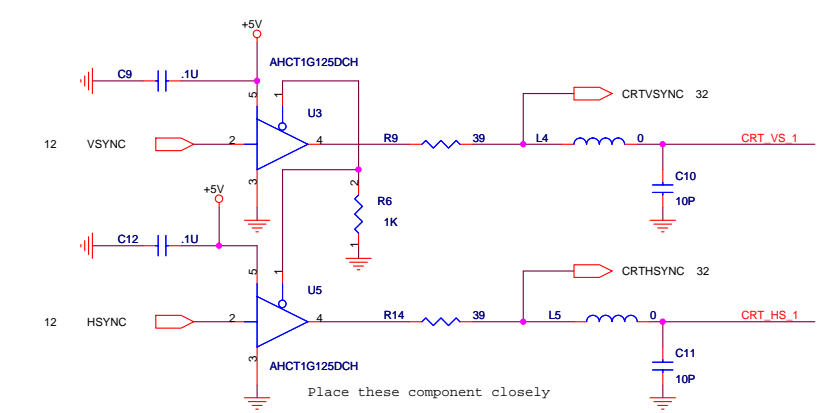 +5V
AHCT1G125DCH
C9 .1U
1
5
U3
CRTVSYNC 32
12 VSYNC 2 4 R9 39 L4 0 CRT_VS_1
3
+5V
2
R6
1K
1
C10
10P
C12 .1U
5
1
U5
CRTHSYNC 32
12 HSYNC 2 4 R14 39 L5 0 CRT_HS_1
3
AHCT1G125DCH
C11
10P
Place these component closely